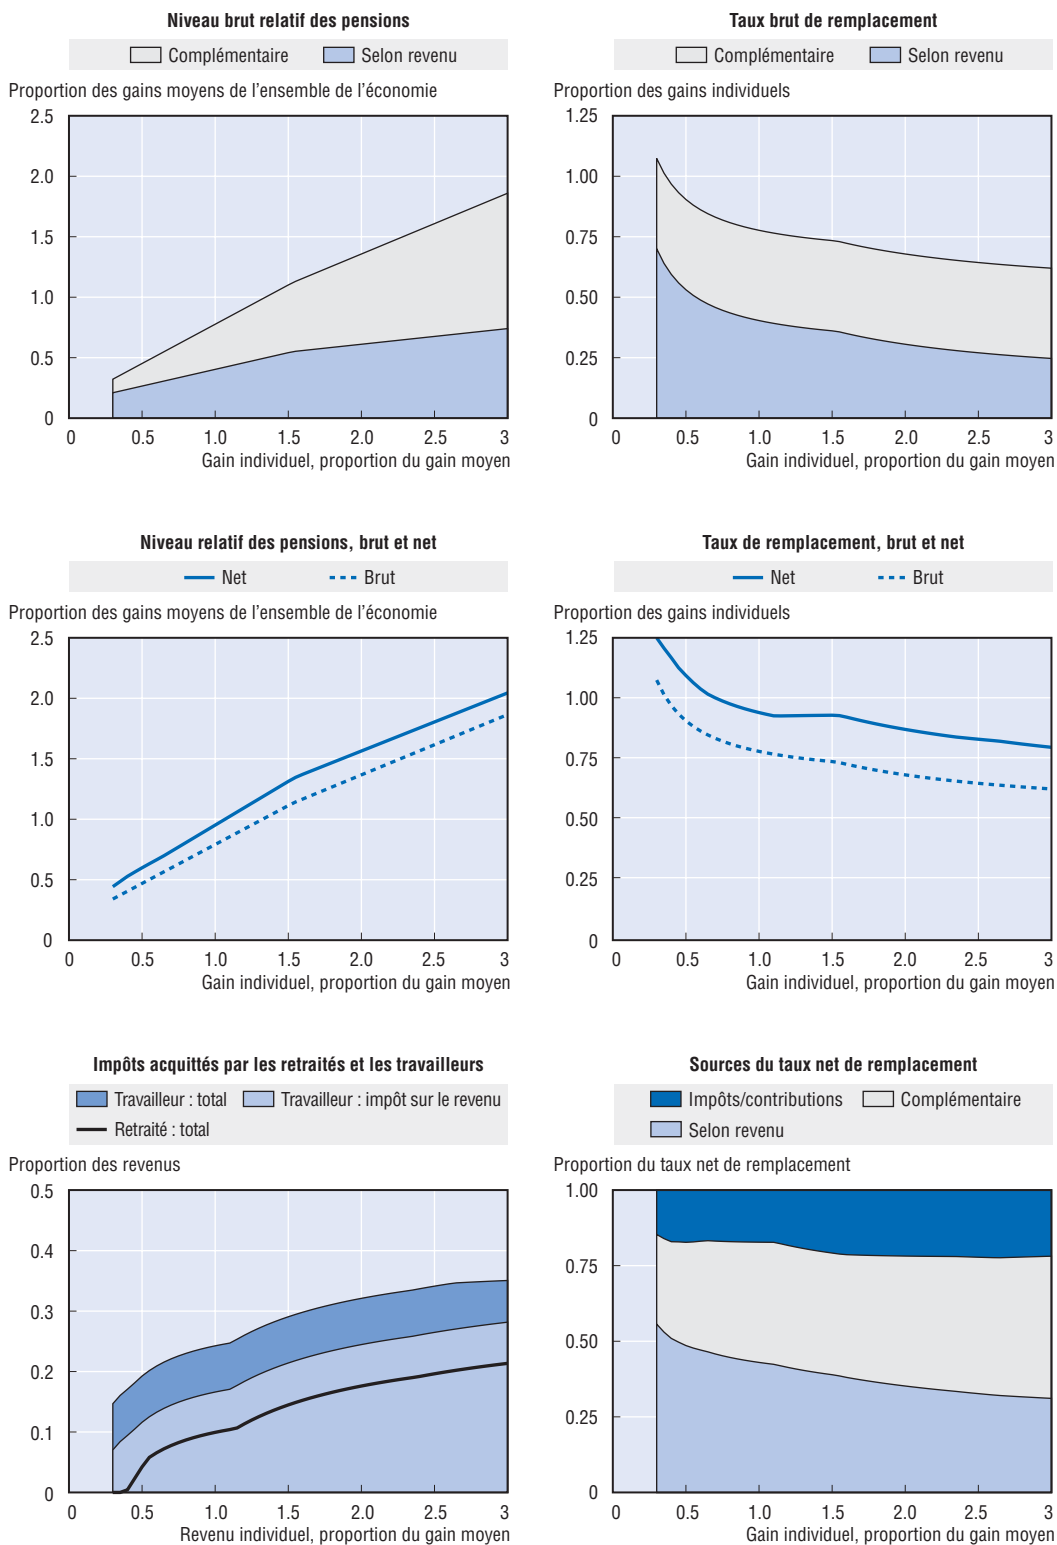 Niveau brut relatif des pensions
Complémentaire Selon revenu
Proportion des gains moyens de l'ensemble de l'économie
2.5
2.0
1.5
1.0
0.5
0
0 0.5 1.0 1.5 2.0 2.5 3
Gain individuel, proportion du gain moyen
Taux brut de remplacement
Complémentaire Selon revenu
Proportion des gains individuels
1.25
1.00
0.75
0.50
0.25
0
0 0.5 1.0 1.5 2.0 2.5 3
Gain individuel, proportion du gain moyen
Niveau relatif des pensions, brut et net
Net Brut
Proportion des gains moyens de l'ensemble de l'économie
2.5
2.0
1.5
1.0
0.5
0
0 0.5 1.0 1.5 2.0 2.5 3
Gain individuel, proportion du gain moyen
Taux de remplacement, brut et net
Net Brut
Proportion des gains individuels
1.25
1.00
0.75
0.50
0.25
0
0 0.5 1.0 1.5 2.0 2.5 3
Gain individuel, proportion du gain moyen
Impôts acquittés par les retraités et les travailleurs
Travailleur : total Travailleur : impôt sur le revenu
Retraité : total
Proportion des revenus
0.5
0.4
0.3
0.2
0.1
0
0 0.5 1.0 1.5 2.0 2.5 3
Revenu individuel, proportion du gain moyen
Sources du taux net de remplacement
Impôts/contributions Complémentaire
Selon revenu
Proportion du taux net de remplacement
1.00
0.75
0.50
0.25
0
0 0.5 1.0 1.5 2.0 2.5 3
Gain individuel, proportion du gain moyen